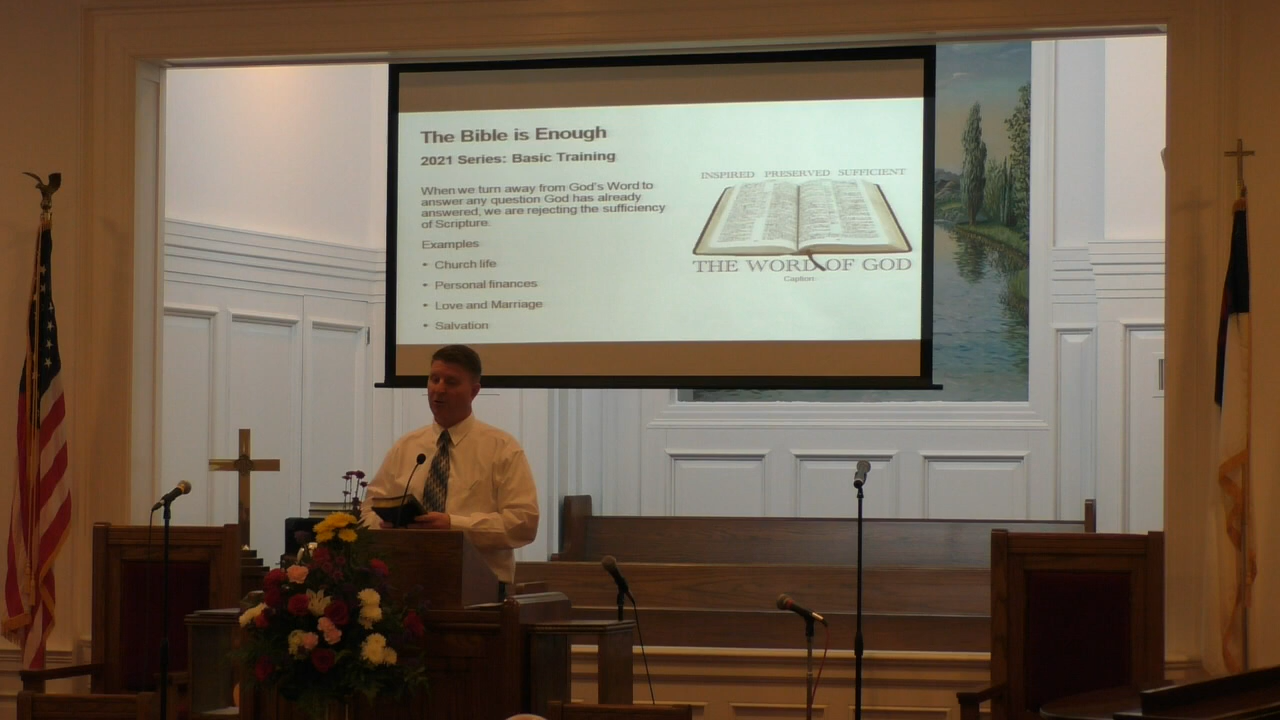 The Bible is Enough
2021 Series: Basic Training
When we turn away from God's Word to
answer any question God has already
answered, we are rejecting the sufficiency
of Scripture.
Examples
• Church life
• Personal finances
• Love and Marriage
• Salvation
INSPIRED PRESERVED SUFFICIENT
THE WORD OF GOD
Caption